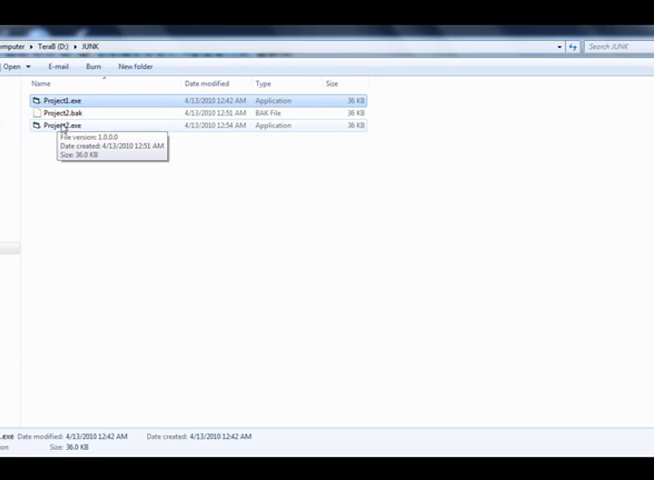 omputer ▸ TeraB (D:) ▸ JUNK Search JUNK
Open E-mail Burn New folder
Name Date modified Type Size
Project1.exe 4/13/2010 12:42 AM Application 36 KB
Project2.bak 4/13/2010 12:51 AM BAK File 36 KB
Project2.exe 4/13/2010 12:54 AM Application 36 KB
File version: 1.0.0.0
Date created: 4/13/2010 12:51 AM
Size: 36.0 KB
.exe Date modified: 4/13/2010 12:42 AM Date created: 4/13/2010 12:42 AM
ion Size: 36.0 KB